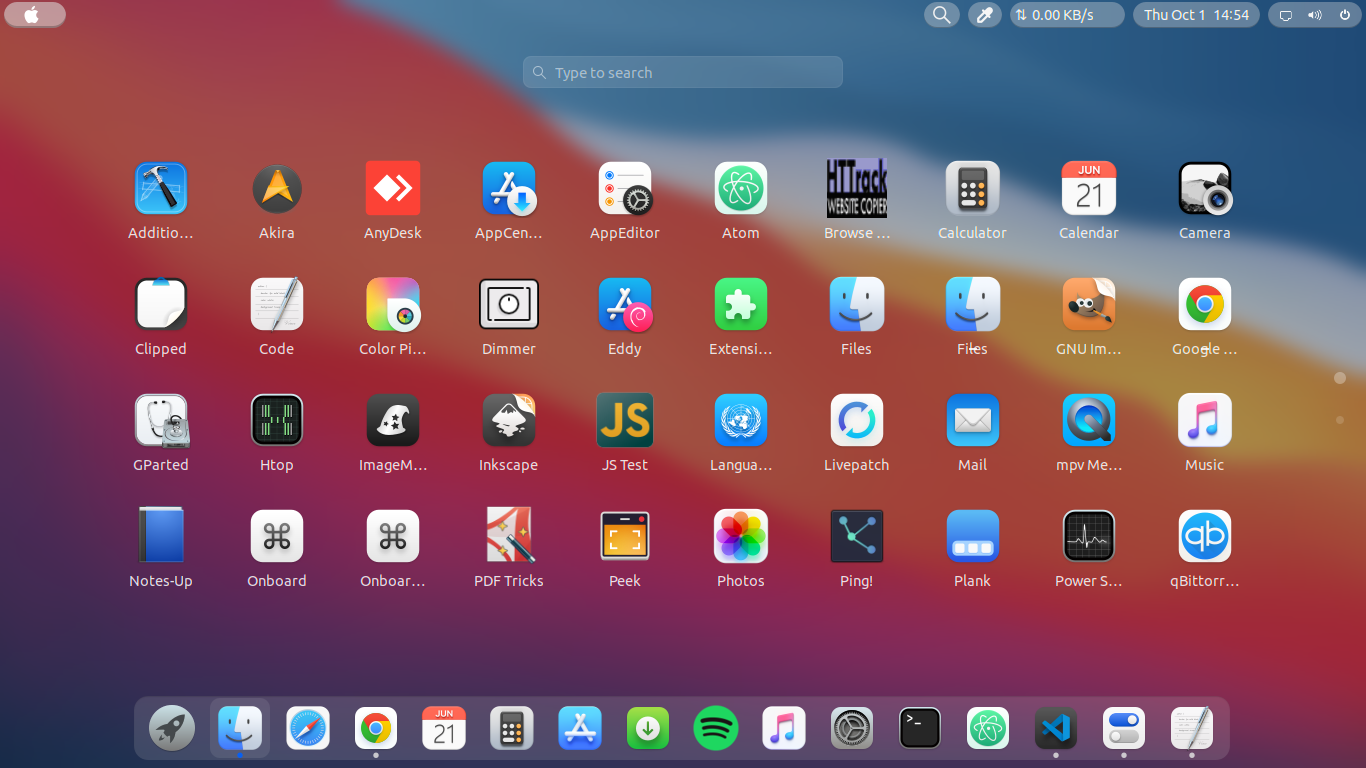 0.00 KB/s
Thu Oct 1 14:54
Type to search
HTTrack
WEBSITE COPIER
JUN
21
Additio…
Akira
AnyDesk
AppCen…
AppEditor
Atom
Browse …
Calculator
Calendar
Camera
Clipped
Code
Color Pi…
Dimmer
Eddy
Extensi…
Files
Files
GNU Im…
Google …
JS
GParted
Htop
ImageM…
Inkscape
JS Test
Langua…
Livepatch
Mail
mpv Me…
Music
qb
Notes-Up
Onboard
Onboar…
PDF Tricks
Peek
Photos
Ping!
Plank
Power S…
qBittorr…
JUN
21
>_